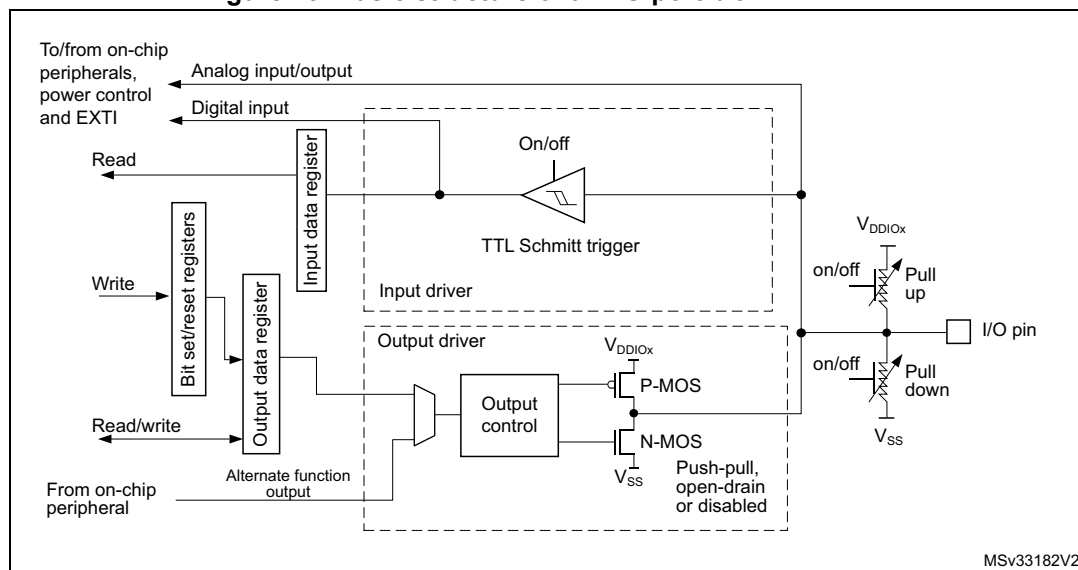 To/from on-chip
peripherals,
power control
and EXTI
Analog input/output
Digital input
On/off
Read
Input data register
TTL Schmitt trigger
Input driver
Write
Bit set/reset registers
Output data register
Read/write
From on-chip
peripheral
Alternate function
output
Output driver
Output
control
VDDIOx
P-MOS
N-MOS
VSS
Push-pull,
open-drain
or disabled
VDDIOx
on/off
Pull
up
I/O pin
on/off
Pull
down
VSS
MSv33182V2